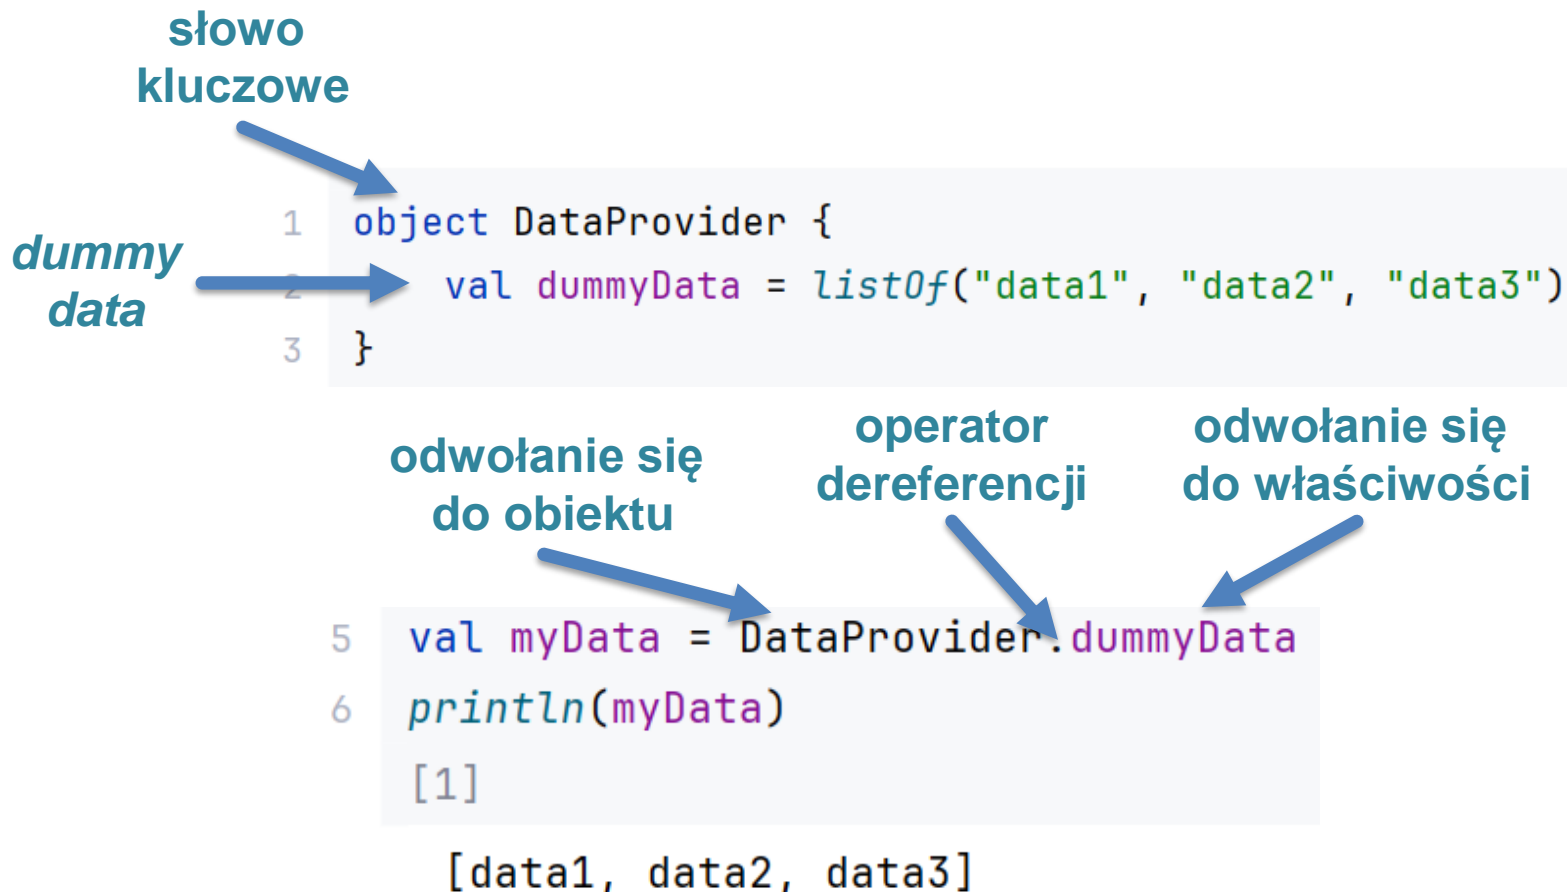 słowo
kluczowe
1 object DataProvider {
dummy
data
2 val dummyData = listOf("data1", "data2", "data3")
3 }
odwołanie się
do obiektu
operator
dereferencji
odwołanie się
do właściwości
5 val myData = DataProvider.dummyData
6 println(myData)
[1]
[data1, data2, data3]